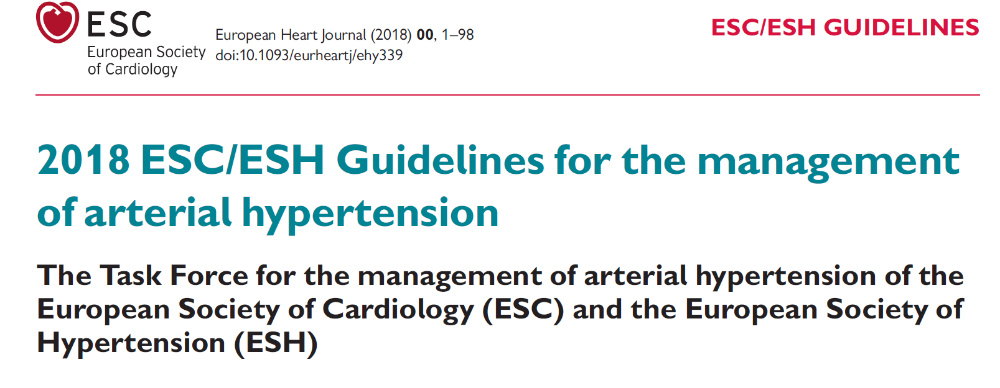 ESC
European Society
of Cardiology
European Heart Journal (2018) 00, 1–98
doi:10.1093/eurheartj/ehy339
ESC/ESH GUIDELINES
2018 ESC/ESH Guidelines for the management
of arterial hypertension
The Task Force for the management of arterial hypertension of the
European Society of Cardiology (ESC) and the European Society of
Hypertension (ESH)